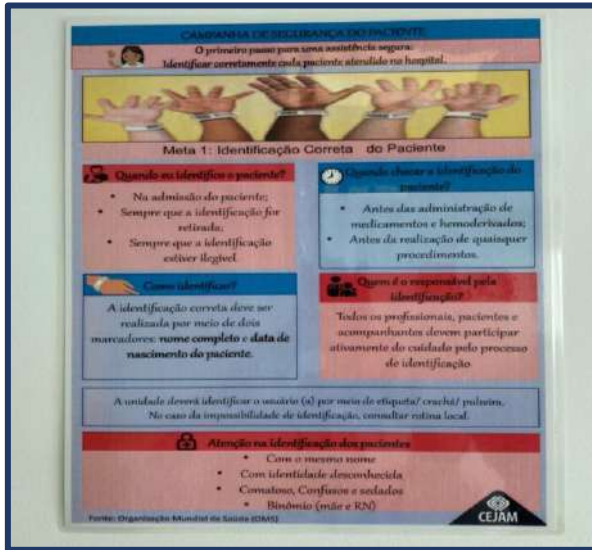 CAMPANHA DE SEGURANÇA DO PACIENTE
O primeiro passo para uma assistência segura:
Identificar corretamente cada paciente atendido no hospital.
Meta 1: Identificação Correta do Paciente
Quando eu identifico o paciente?
• Na admissão do paciente;
• Sempre que a identificação for
retirada;
• Sempre que a identificação
estiver ilegível
Quando checar a identificação do
paciente?
• Antes das administração de
medicamentos e hemoderivados;
• Antes da realização de quaisquer
procedimentos.
Como identificar?
A identificação correta deve ser
realizada por meio de dois
marcadores: nome completo e data de
nascimento do paciente.
Quem é o responsável pela
identificação?
Todos os profissionais, pacientes e
acompanhantes devem participar
ativamente do cuidado pelo processo
de identificação
A unidade deverá identificar o usuário (a) por meio de etiqueta/ crachá/ pulseira.
No caso da impossibilidade de identificação, consultar rotina local.
Atenção na identificação dos pacientes
• Com o mesmo nome
• Com identidade desconhecida
• Comatoso, Confusos e sedados
• Binômio (mãe e RN)
Fonte: Organização Mundial de Saúde (OMS)
CEJAM